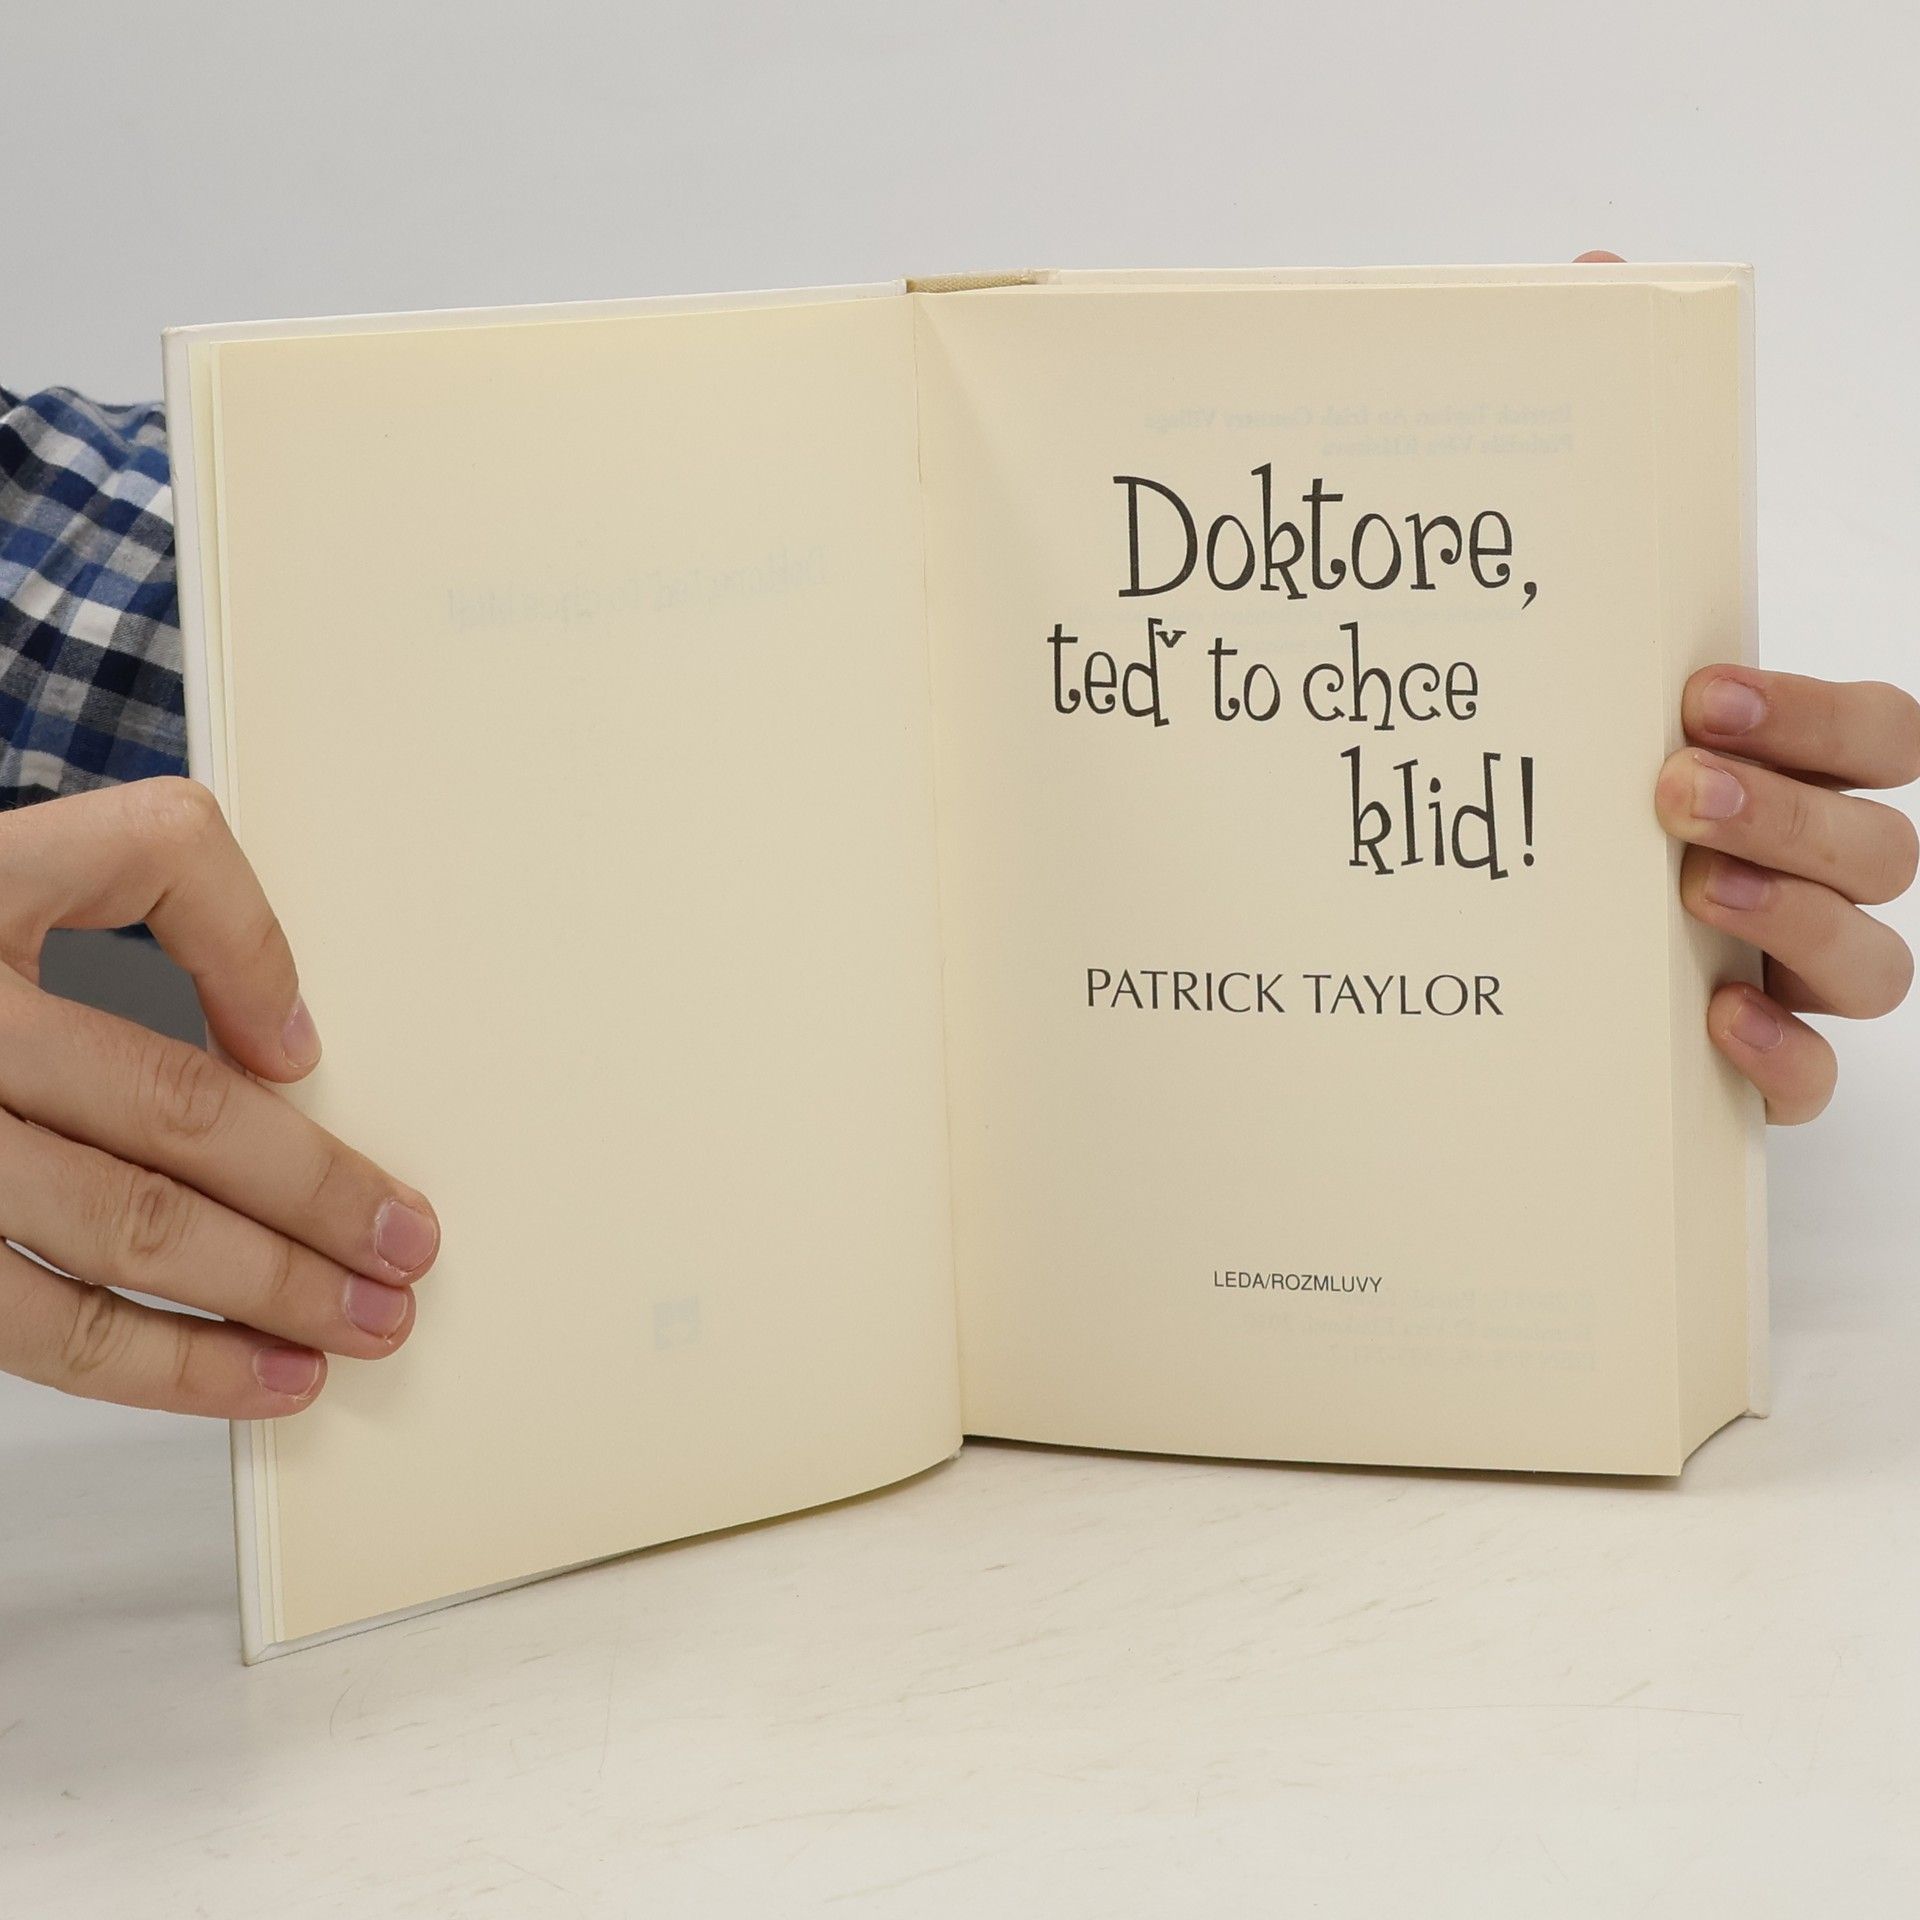 Doktore,
teď to chce
klid!
PATRICK TAYLOR
LEDA/ROZMLUVY